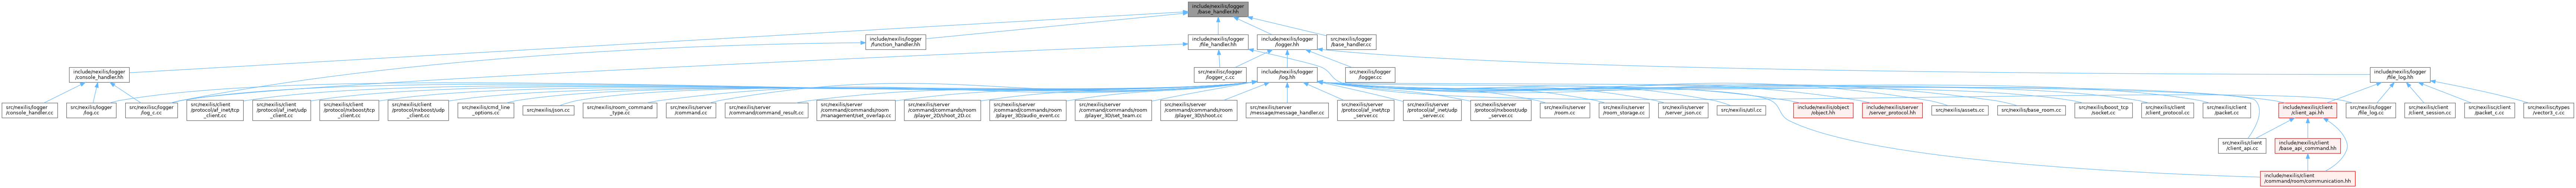 include/nexilis/logger
/base_handler.hh
include/nexilis/logger
/function_handler.hh
include/nexilis/logger
/file_handler.hh
include/nexilis/logger
/logger.hh
src/nexilis/logger
/base_handler.cc
include/nexilis/logger
/console_handler.hh
src/nexilisc/logger
/logger_c.cc
include/nexilis/logger
/log.hh
src/nexilis/logger
/logger.cc
include/nexilis/logger
/file_log.hh
src/nexilis/logger
/console_handler.cc
src/nexilis/logger
/log.cc
src/nexilisc/logger
/log_c.cc
src/nexilis/client
/protocol/af_inet/tcp
_client.cc
src/nexilis/client
/protocol/af_inet/udp
_client.cc
src/nexilis/client
/protocol/nxboost/tcp
_client.cc
src/nexilis/client
/protocol/nxboost/udp
_client.cc
src/nexilis/cmd_line
_options.cc
src/nexilis/json.cc
src/nexilis/room_command
_type.cc
src/nexilis/server
/command.cc
src/nexilis/server
/command/command_result.cc
src/nexilis/server
/command/commands/room
/management/set_overlap.cc
src/nexilis/server
/command/commands/room
/player_2D/shoot_2D.cc
src/nexilis/server
/command/commands/room
/player_3D/audio_event.cc
src/nexilis/server
/command/commands/room
/player_3D/set_team.cc
src/nexilis/server
/command/commands/room
/player_3D/shoot.cc
src/nexilis/server
/message/message_handler.cc
src/nexilis/server
/protocol/af_inet/tcp
_server.cc
src/nexilis/server
/protocol/af_inet/udp
_server.cc
src/nexilis/server
/protocol/nxboost/udp
_server.cc
src/nexilis/server
/room.cc
src/nexilis/server
/room_storage.cc
src/nexilis/server
/server_json.cc
src/nexilis/util.cc
include/nexilis/object
/object.hh
include/nexilis/server
/server_protocol.hh
src/nexilis/assets.cc
src/nexilis/base_room.cc
src/nexilis/boost_tcp
/socket.cc
src/nexilis/client
/client_protocol.cc
src/nexilis/client
/packet.cc
include/nexilis/client
/client_api.hh
src/nexilis/logger
/file_log.cc
src/nexilis/client
/client_session.cc
src/nexilisc/client
/packet_c.cc
src/nexilisc/types
/vector3_c.cc
src/nexilis/client
/client_api.cc
include/nexilis/client
/base_api_command.hh
include/nexilis/client
/command/room/communication.hh